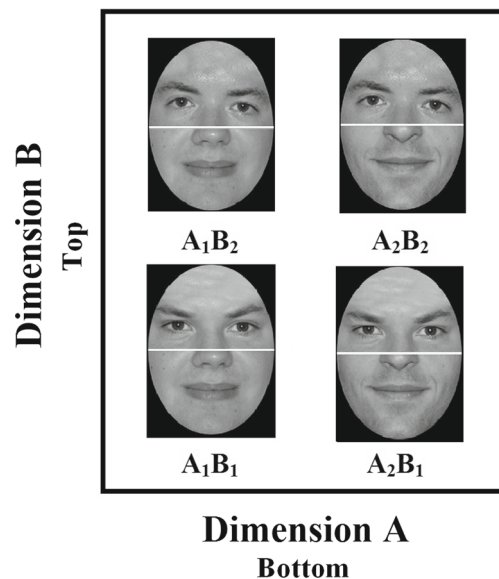 Dimension B
Top
A₁B₂
A₂B₂
A₁B₁
A₂B₁
Dimension A
Bottom